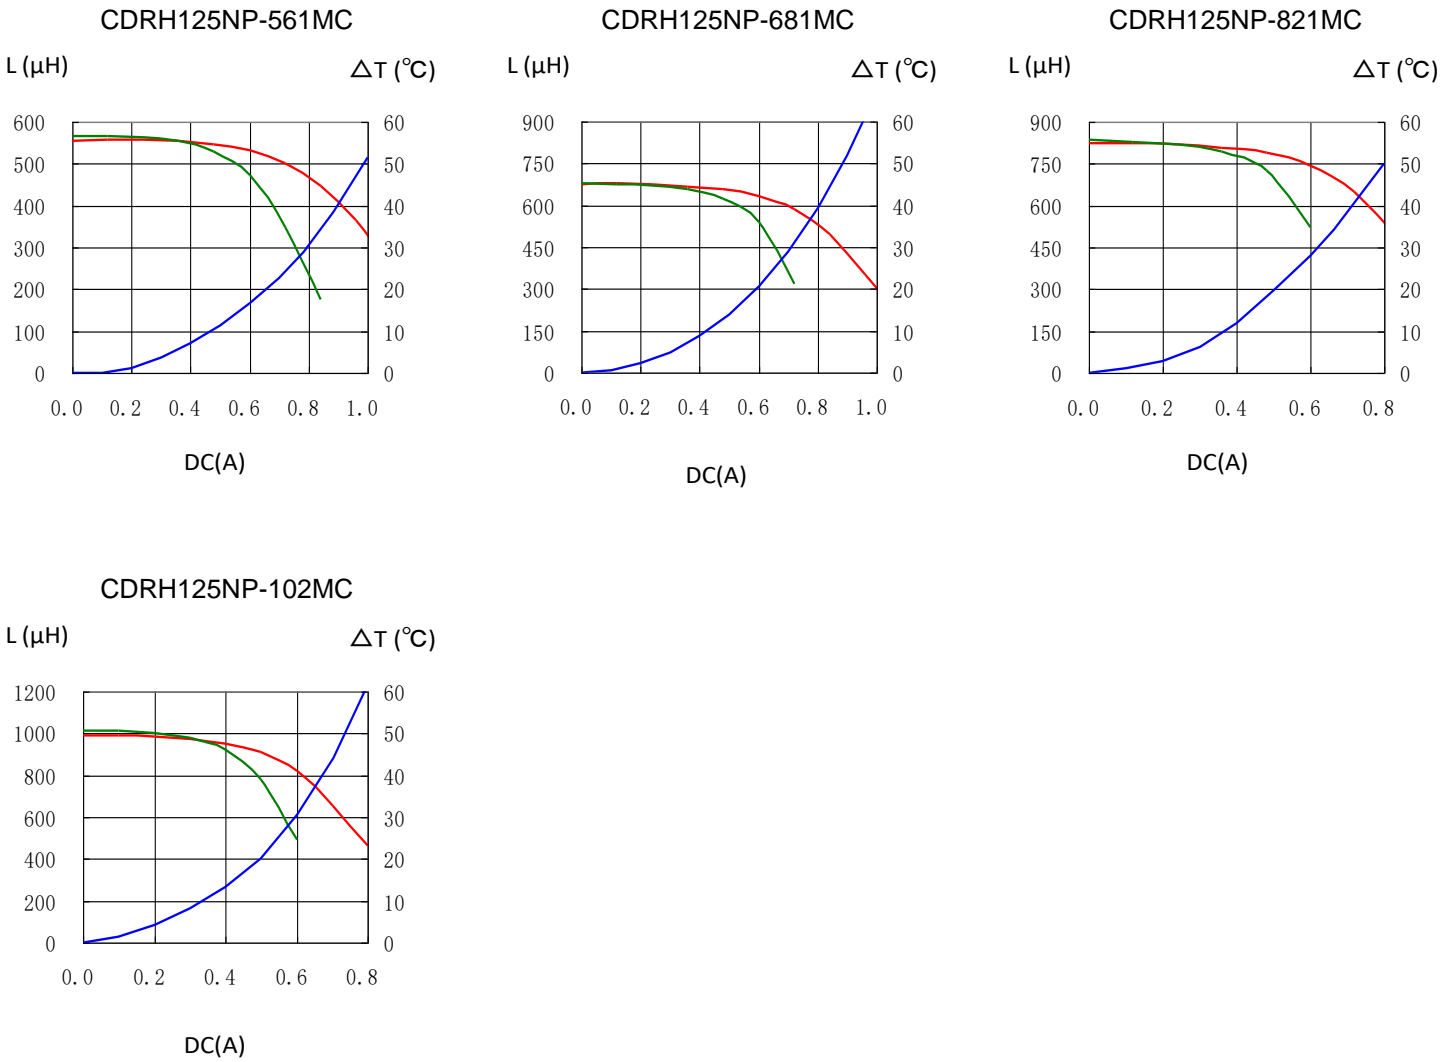 CDRH125NP-561MC
L (μH) △T (℃)
600 60
500 50
400 40
300 30
200 20
100 10
0 0
0.0 0.2 0.4 0.6 0.8 1.0
DC(A)
CDRH125NP-681MC
L (μH) △T (℃)
900 60
750 50
600 40
450 30
300 20
150 10
0 0
0.0 0.2 0.4 0.6 0.8 1.0
DC(A)
CDRH125NP-821MC
L (μH) △T (℃)
900 60
750 50
600 40
450 30
300 20
150 10
0 0
0.0 0.2 0.4 0.6 0.8
DC(A)
CDRH125NP-102MC
L (μH) △T (℃)
1200 60
1000 50
800 40
600 30
400 20
200 10
0 0
0.0 0.2 0.4 0.6 0.8
DC(A)